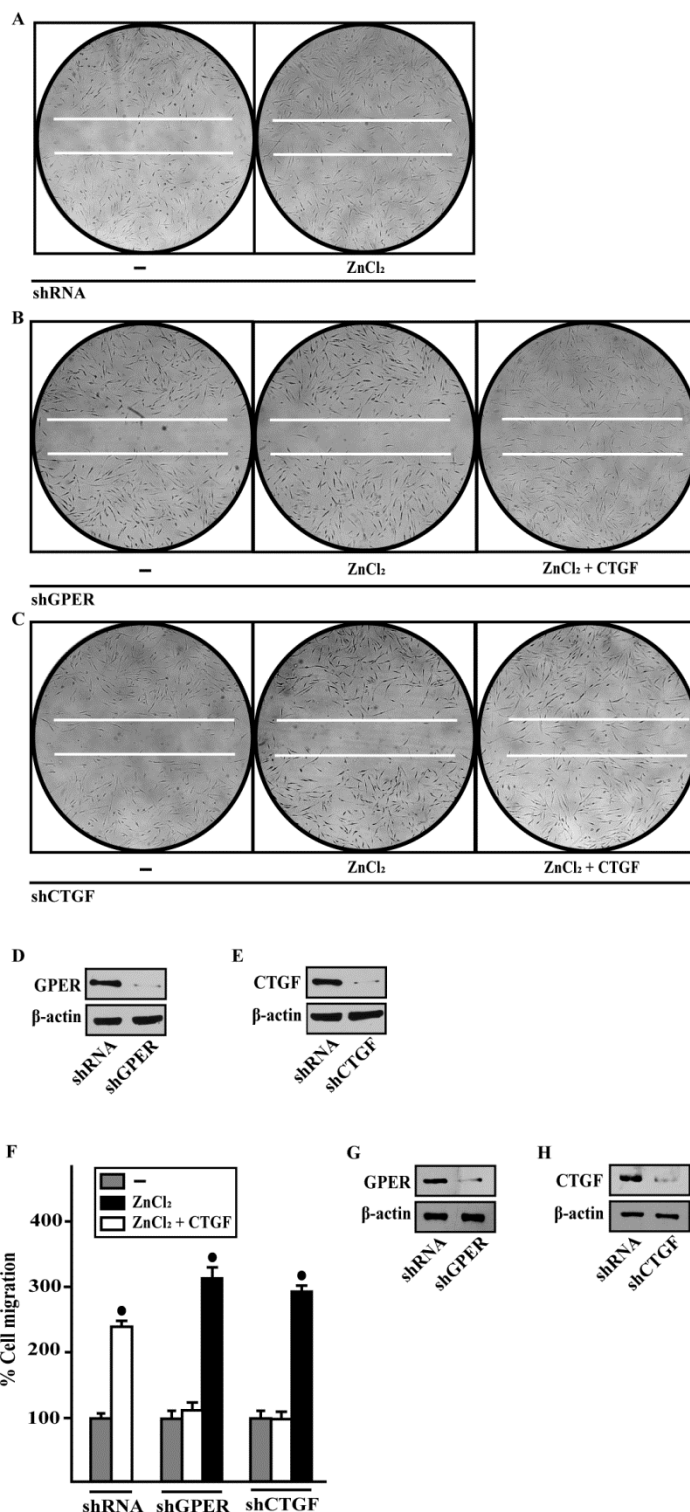 A
– ZnCl₂
shRNA
B
– ZnCl₂ ZnCl₂ + CTGF
shGPER
C
– ZnCl₂ ZnCl₂ + CTGF
shCTGF
D E
GPER CTGF
β-actin β-actin
shRNA shGPER shRNA shCTGF
F G H
–
ZnCl₂
ZnCl₂ + CTGF
% Cell migration
400
300
200
100
shRNA shGPER shCTGF
GPER CTGF
β-actin β-actin
shRNA shGPER shRNA shCTGF